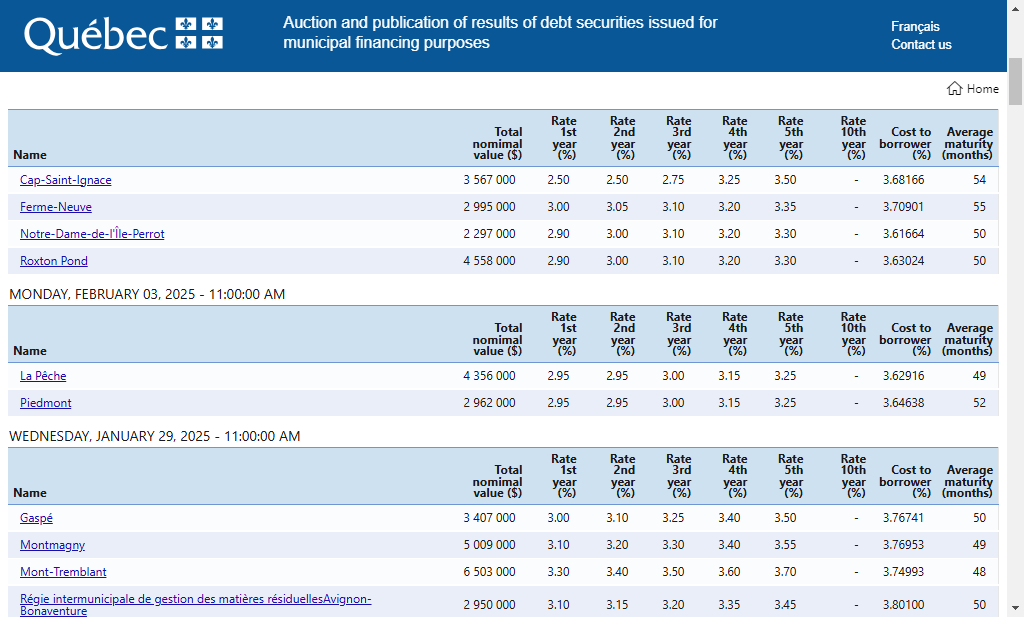 Québec
Auction and publication of results of debt securities issued for
municipal financing purposes
Français
Contact us
Home
Name Total nomimal value ($) Rate 1st year (%) Rate 2nd year (%) Rate 3rd year (%) Rate 4th year (%) Rate 5th year (%) Rate 10th year (%) Cost to borrower (%) Average maturity (months)
Cap-Saint-Ignace 3 567 000 2.50 2.50 2.75 3.25 3.50 - 3.68166 54
Ferme-Neuve 2 995 000 3.00 3.05 3.10 3.20 3.35 - 3.70901 55
Notre-Dame-de-l'Île-Perrot 2 297 000 2.90 3.00 3.10 3.20 3.30 - 3.61664 50
Roxton Pond 4 558 000 2.90 3.00 3.10 3.20 3.30 - 3.63024 50
MONDAY, FEBRUARY 03, 2025 - 11:00:00 AM
Name Total nomimal value ($) Rate 1st year (%) Rate 2nd year (%) Rate 3rd year (%) Rate 4th year (%) Rate 5th year (%) Rate 10th year (%) Cost to borrower (%) Average maturity (months)
La Pêche 4 356 000 2.95 2.95 3.00 3.15 3.25 - 3.62916 49
Piedmont 2 962 000 2.95 2.95 3.00 3.15 3.25 - 3.64638 52
WEDNESDAY, JANUARY 29, 2025 - 11:00:00 AM
Name Total nomimal value ($) Rate 1st year (%) Rate 2nd year (%) Rate 3rd year (%) Rate 4th year (%) Rate 5th year (%) Rate 10th year (%) Cost to borrower (%) Average maturity (months)
Gaspé 3 407 000 3.00 3.10 3.25 3.40 3.50 - 3.76741 50
Montmagny 5 009 000 3.10 3.20 3.30 3.40 3.55 - 3.76953 49
Mont-Tremblant 6 503 000 3.30 3.40 3.50 3.60 3.70 - 3.74993 48
Régie intermunicipale de gestion des matières résiduellesAvignon-
Bonaventure 2 950 000 3.10 3.15 3.20 3.35 3.45 - 3.80100 50